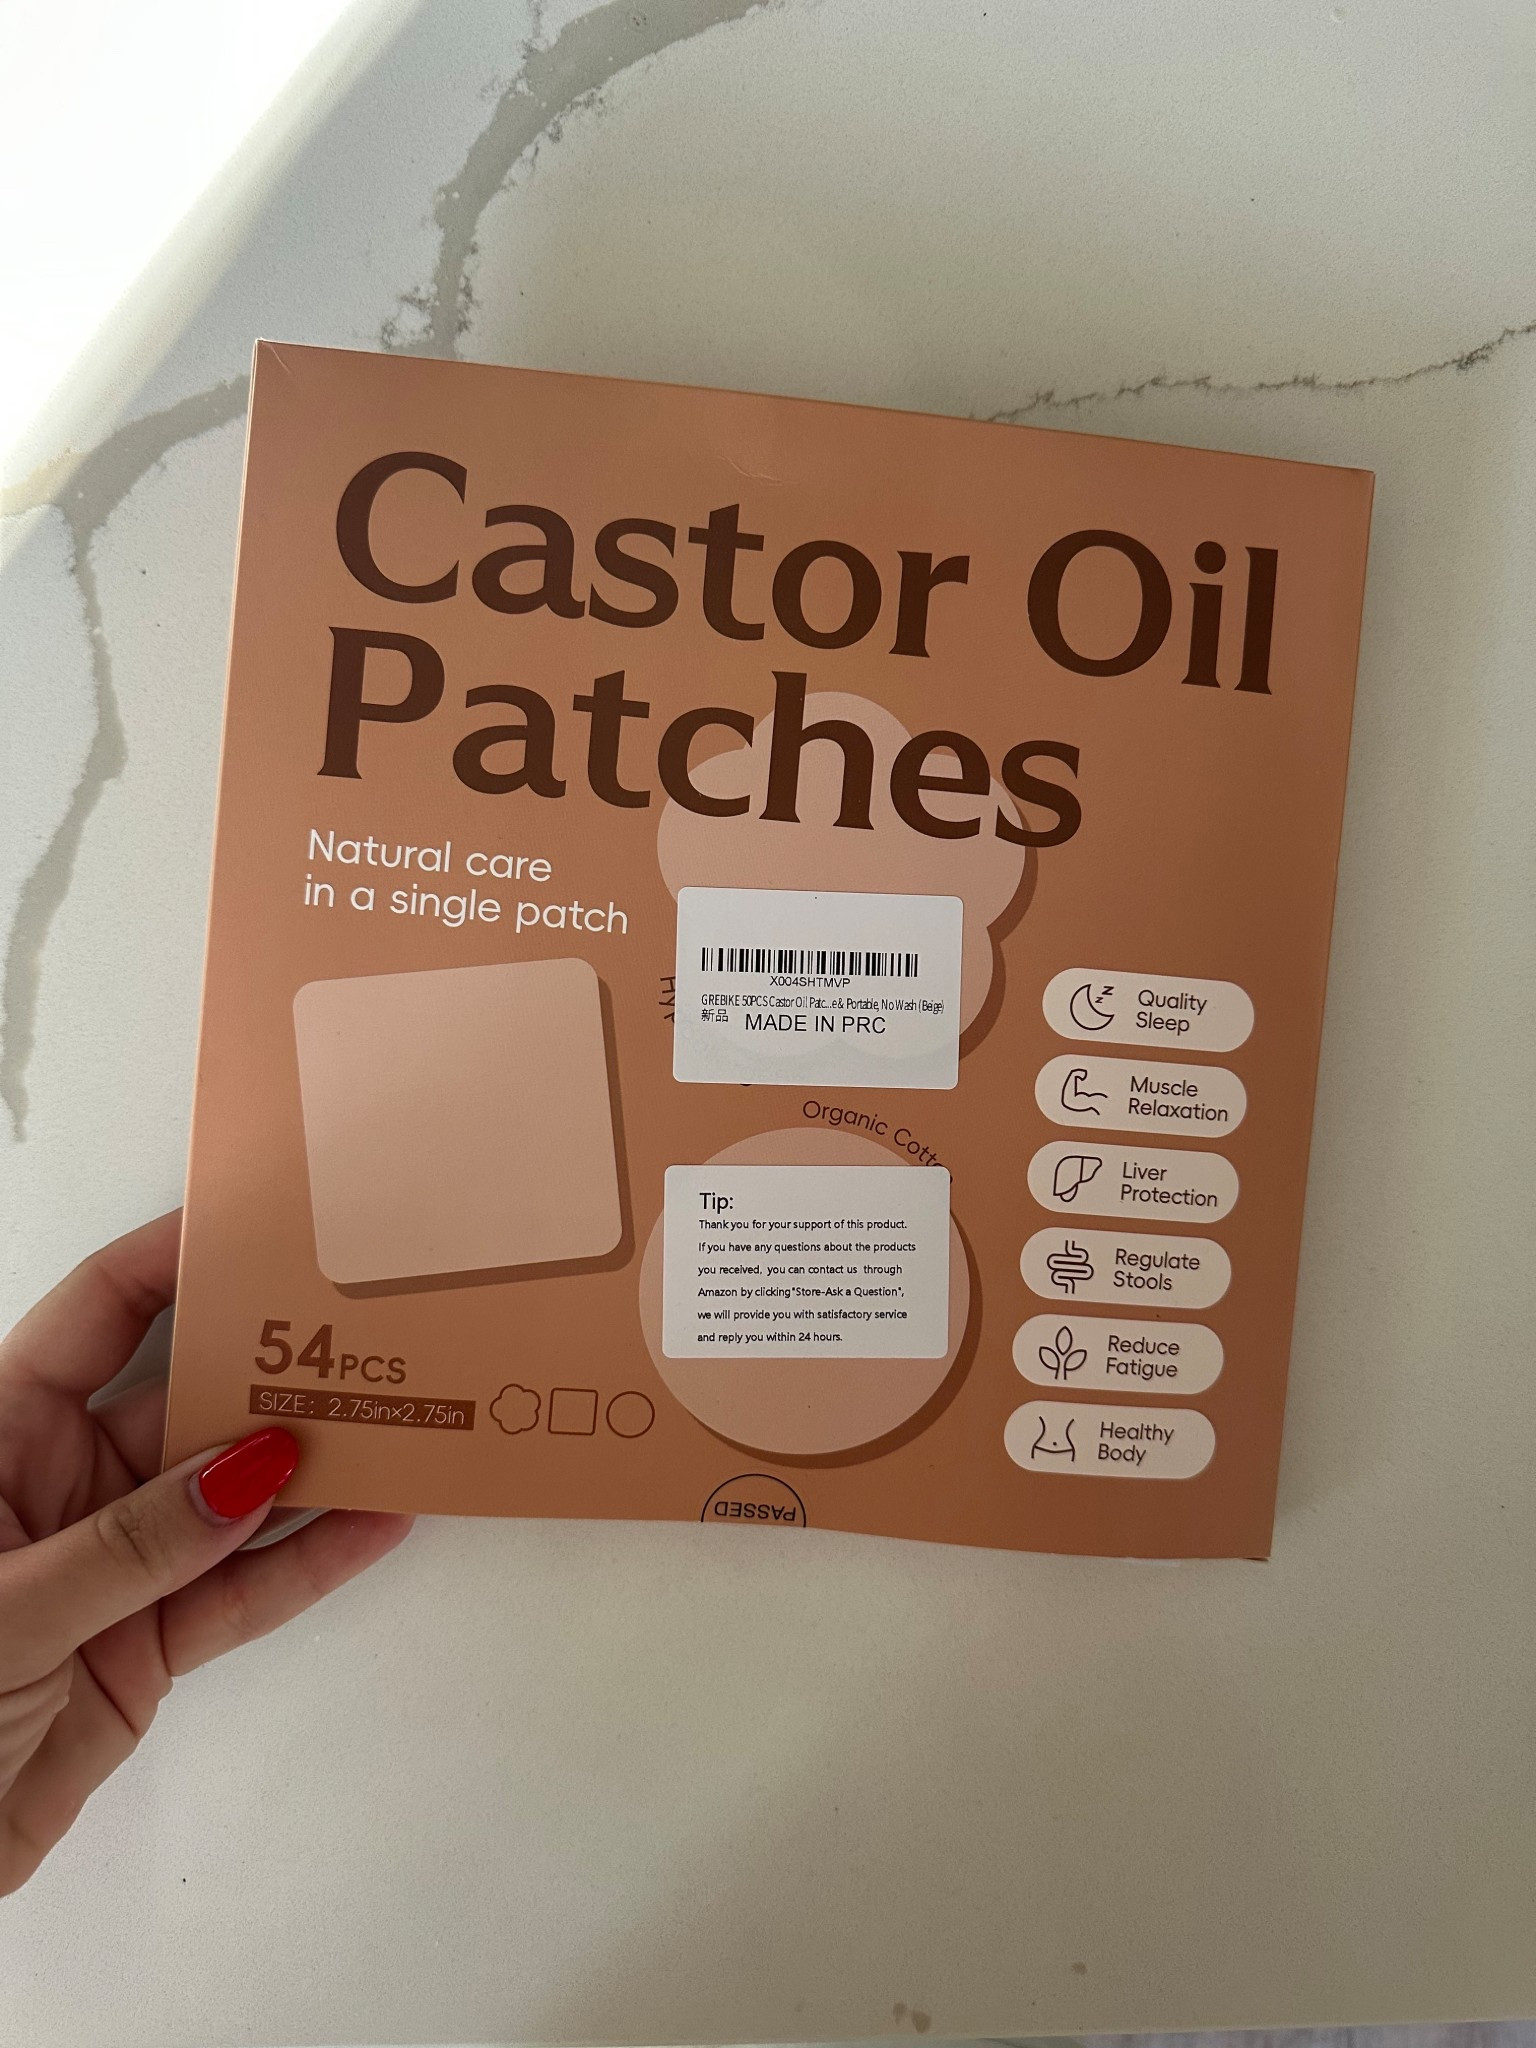 Castor Oil
Patches
Natural care
in a single patch
X004SHTMVP
GREBIKE 50PCS Castor Oil Patc...e & Portable, No Wash (Beige)
新品 MADE IN PRC
Organic
Tip:
Thank you for your support of this product.
If you have any questions about the products
you received, you can contact us through
Amazon by clicking"Store-Ask a Question",
we will provide you with satisfactory service
and reply you within 24 hours.
Quality
Sleep
Muscle
Relaxation
Liver
Protection
Regulate
Stools
Reduce
Fatigue
Healthy
Body
54PCS
SIZE: 2.75in×2.75in
PASSED